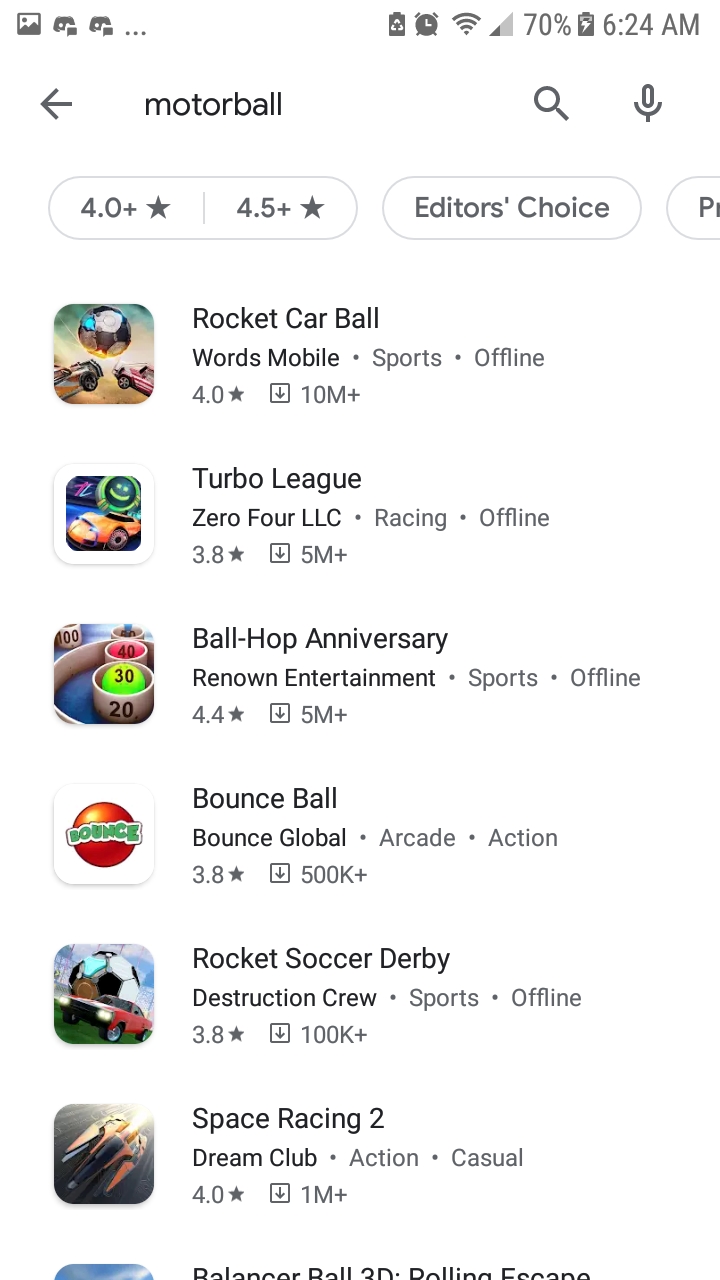 ... 70% 6:24 AM
motorball
4.0+ ★ 4.5+ ★ Editors' Choice Pr
Rocket Car Ball
Words Mobile • Sports • Offline
4.0★ 10M+
Turbo League
Zero Four LLC • Racing • Offline
3.8★ 5M+
100
40
30
20
Ball-Hop Anniversary
Renown Entertainment • Sports • Offline
4.4★ 5M+
BOUNCE
Bounce Ball
Bounce Global • Arcade • Action
3.8★ 500K+
Rocket Soccer Derby
Destruction Crew • Sports • Offline
3.8★ 100K+
Space Racing 2
Dream Club • Action • Casual
4.0★ 1M+
Balancer Ball 3D: Rolling Escape